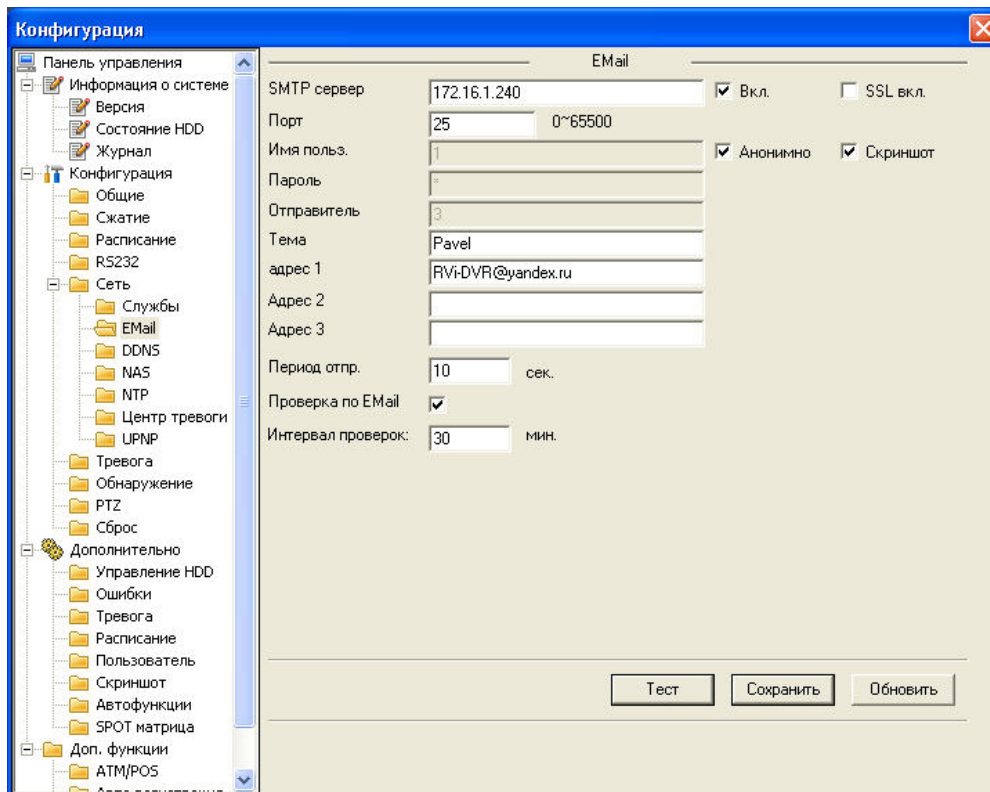 Конфигурация
Панель управления
Информация о системе
Версия
Состояние HDD
Журнал
Конфигурация
Общие
Сжатие
Расписание
RS232
Сеть
Службы
EMail
DDNS
NAS
NTP
Центр тревоги
UPNP
Тревога
Обнаружение
PTZ
Сброс
Дополнительно
Управление HDD
Ошибки
Тревога
Расписание
Пользователь
Скриншот
Автофункции
SPOT матрица
Доп. функции
ATM/POS
EMail
SMTP сервер 172.16.1.240 Вкл. SSL вкл.
Порт 25 0~65500
Имя польз. 1 Анонимно Скриншот
Пароль *
Отправитель 3
Тема Pavel
адрес 1 RVi-DVR@yandex.ru
Адрес 2
Адрес 3
Период отпр. 10 сек.
Проверка по EMail
Интервал проверок: 30 мин.
Тест Сохранить Обновить